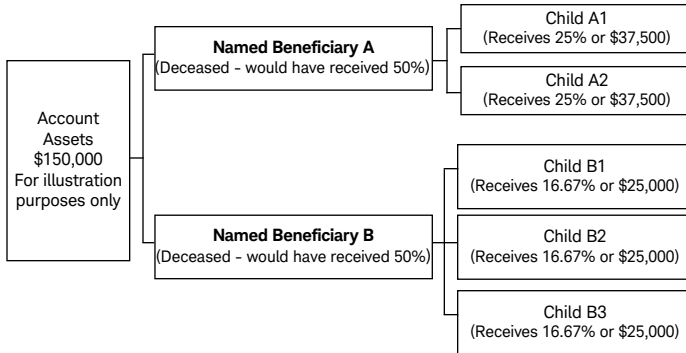 Account
Assets
$150,000
For illustration
purposes only
Named Beneficiary A
(Deceased - would have received 50%)
Child A1
(Receives 25% or $37,500)
Child A2
(Receives 25% or $37,500)
Named Beneficiary B
(Deceased - would have received 50%)
Child B1
(Receives 16.67% or $25,000)
Child B2
(Receives 16.67% or $25,000)
Child B3
(Receives 16.67% or $25,000)